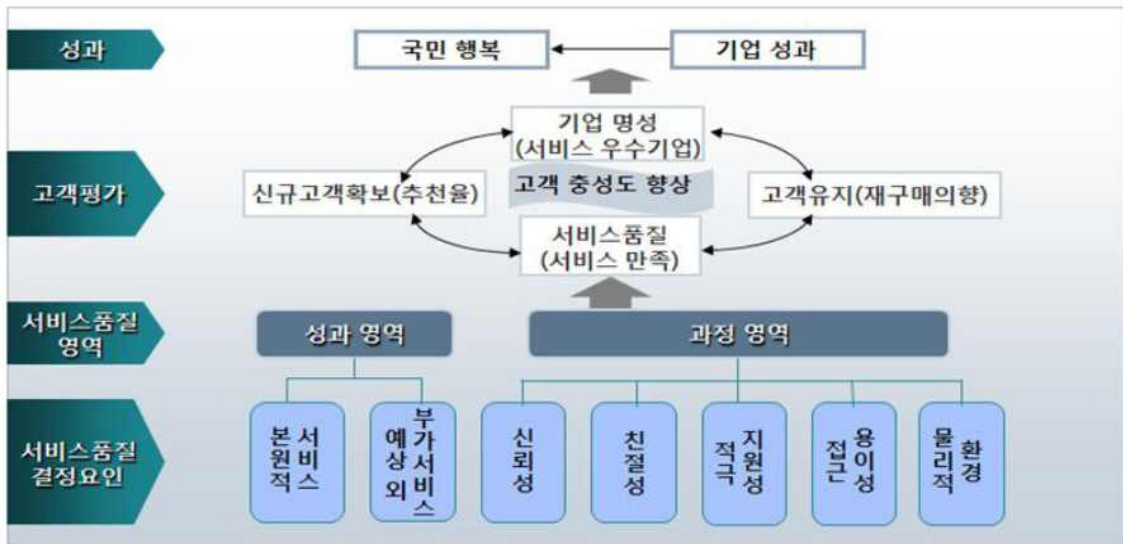 성과
국민 행복
기업 성과
기업 명성
(서비스 우수기업)
고객평가
신규고객확보(추천율)
고객 충성도 향상
고객유지(재구매의향)
서비스품질
(서비스 만족)
서비스품질
영역
성과 영역
과정 영역
서비스품질
결정요인
본원적
서비스
예상 외
부가서비스
신뢰성
친절성
적극
지원성
접근
용이성
물리적
환경